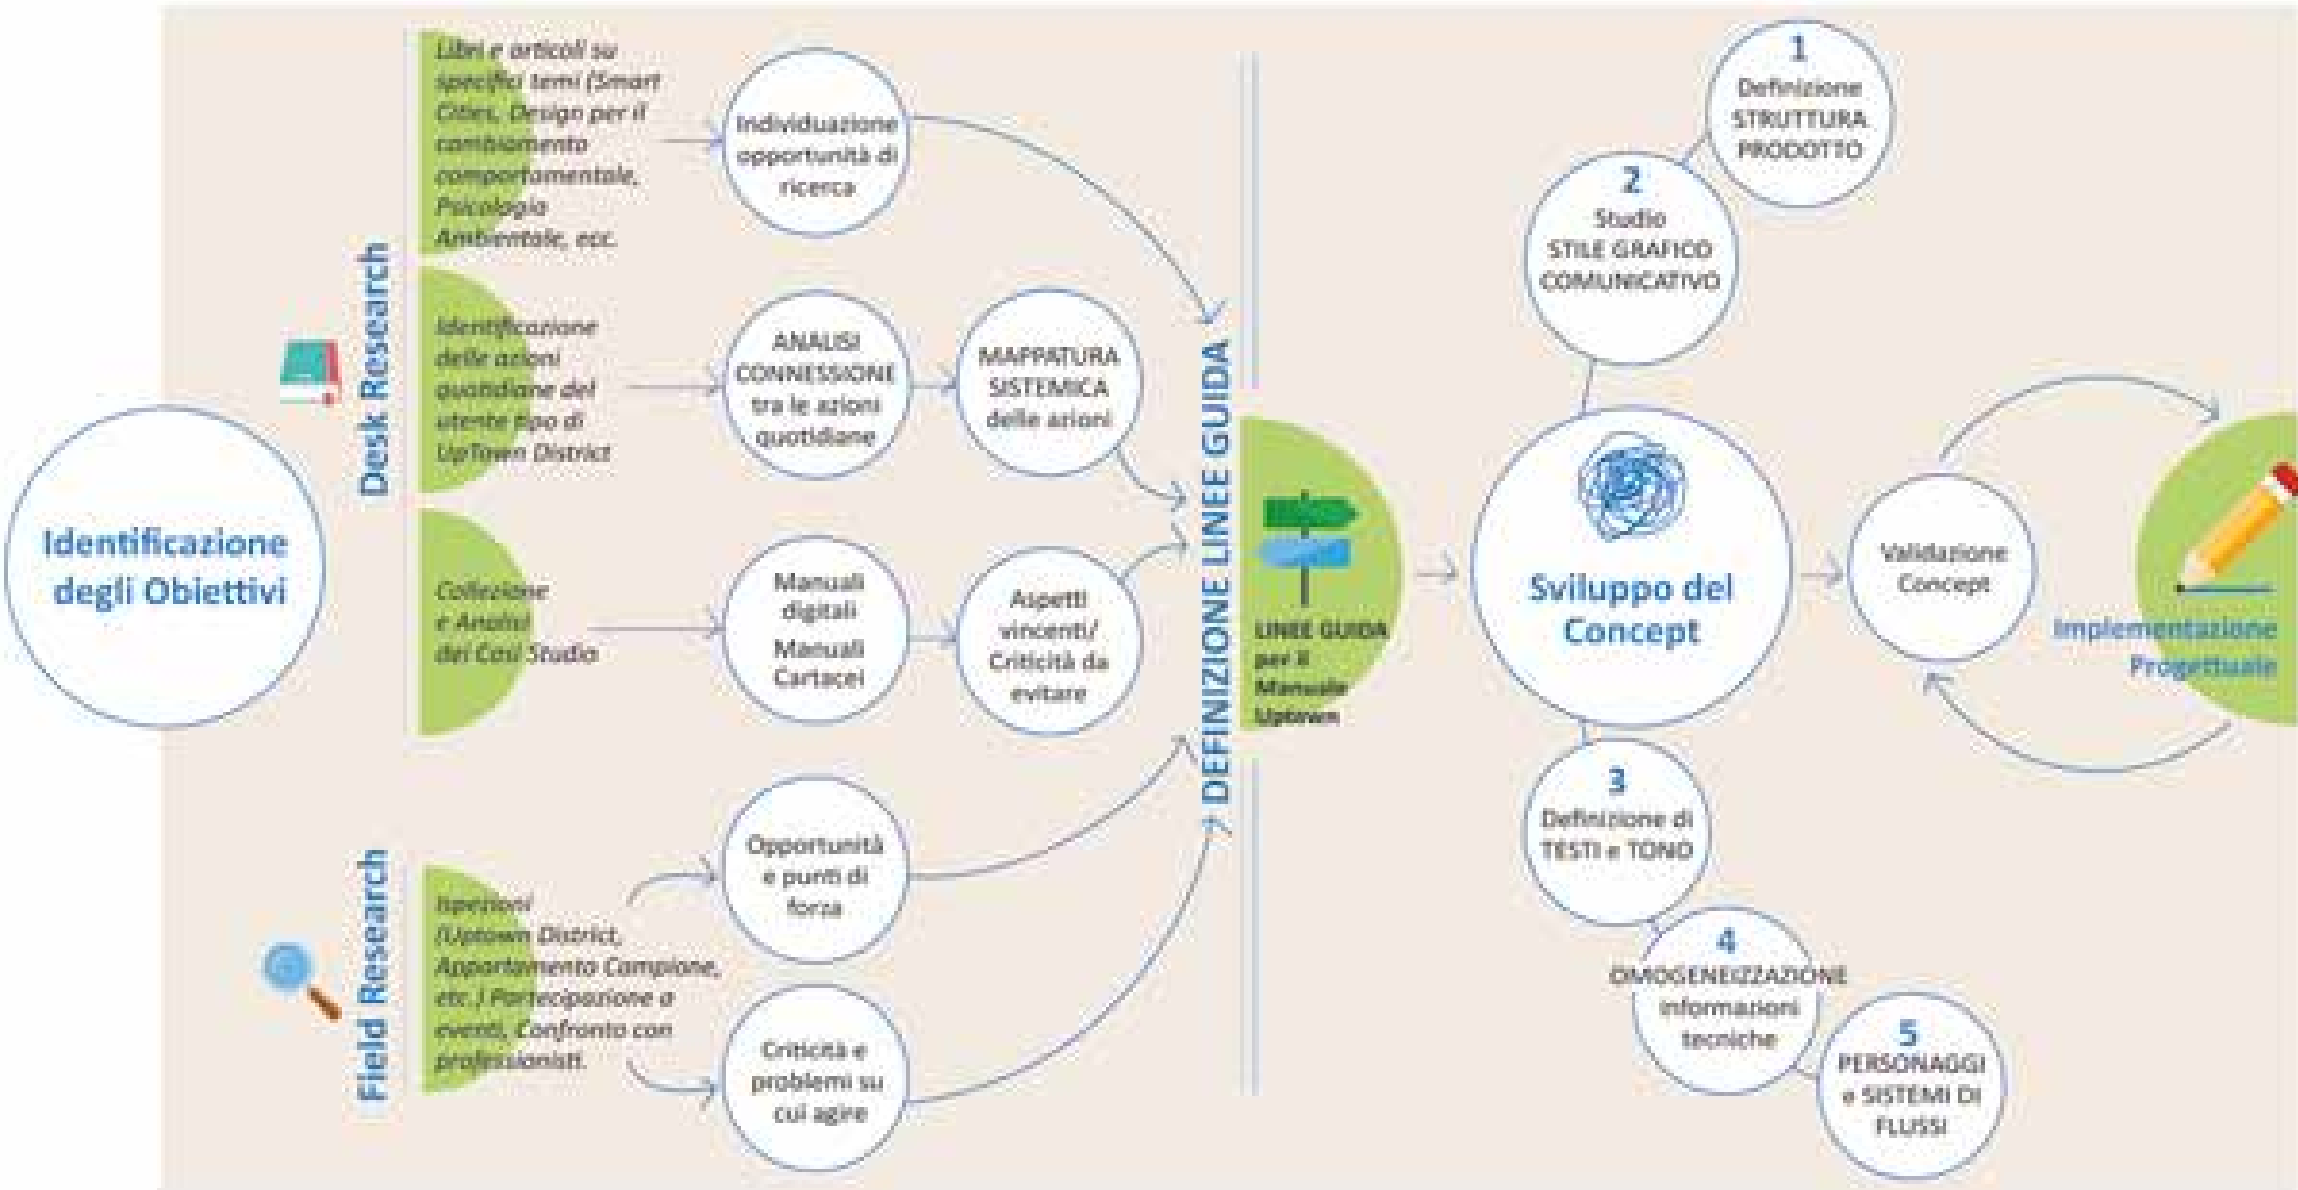 Identificazione
degli Obiettivi
Desk Research
Libri e articoli su
specifici temi (Smart
Cities, Design per il
cambiamento
comportamentale,
Psicologia
Ambientale, ecc.
Individuazione
opportunità di
ricerca
Identificazione
delle azioni
quotidiane del
utente tipo di
UpTown District
ANALISI
CONNESSIONE
tra le azioni
quotidiane
MAPPATURA
SISTEMICA
delle azioni
Collezione
e Analisi
dei Casi Studio
Manuali
digitali
Manuali
Cartacei
Aspetti
vincenti/
Criticità da
evitare
Field Research
Ispezioni
(Uptown District,
Appartamento Campione,
etc.) Partecipazione a
eventi, Confronto con
professionisti.
Opportunità
e punti di
forza
Criticità e
problemi su
cui agire
DEFINIZIONE LINEE GUIDA
LINEE GUIDA
per il
Manuale
Uptown
Sviluppo del
Concept
1
Definizione
STRUTTURA
PRODOTTO
2
Studio
STILE GRAFICO
COMUNICATIVO
3
Definizione di
TESTI e TONO
4
OMOGENEIZZAZIONE
informazioni
tecniche
5
PERSONAGGI
e SISTEMI DI
FLUSSI
Validazione
Concept
Implementazione
Progettuale